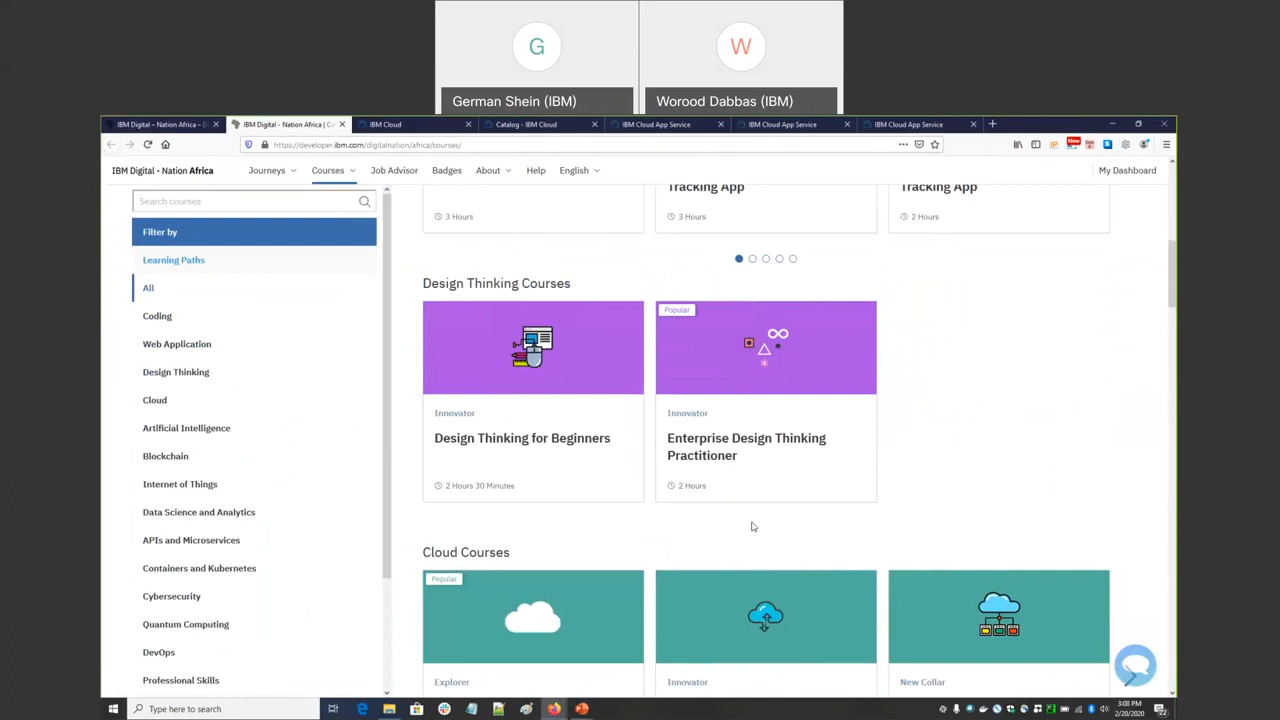 G
W
German Shein (IBM)
Worood Dabbas (IBM)
IBM Digital – Nation Africa – D
IBM Digital - Nation Africa | C
IBM Cloud
Catalog - IBM Cloud
IBM Cloud App Service
IBM Cloud App Service
IBM Cloud App Service
https://developer.ibm.com/digitalnation/africa/courses/
New
IBM Digital - Nation Africa
Journeys
Courses
Job Advisor
Badges
About
Help
English
My Dashboard
Search courses
Filter by
Learning Paths
All
Coding
Web Application
Design Thinking
Cloud
Artificial Intelligence
Blockchain
Internet of Things
Data Science and Analytics
APIs and Microservices
Containers and Kubernetes
Cybersecurity
Quantum Computing
DevOps
Professional Skills
Tracking App
Tracking App
3 Hours
3 Hours
2 Hours
Design Thinking Courses
Innovator
Design Thinking for Beginners
2 Hours 30 Minutes
Popular
Innovator
Enterprise Design Thinking
Practitioner
2 Hours
Cloud Courses
Popular
Explorer
Innovator
New Collar
Type here to search
3:08 PM
2/20/2020
22